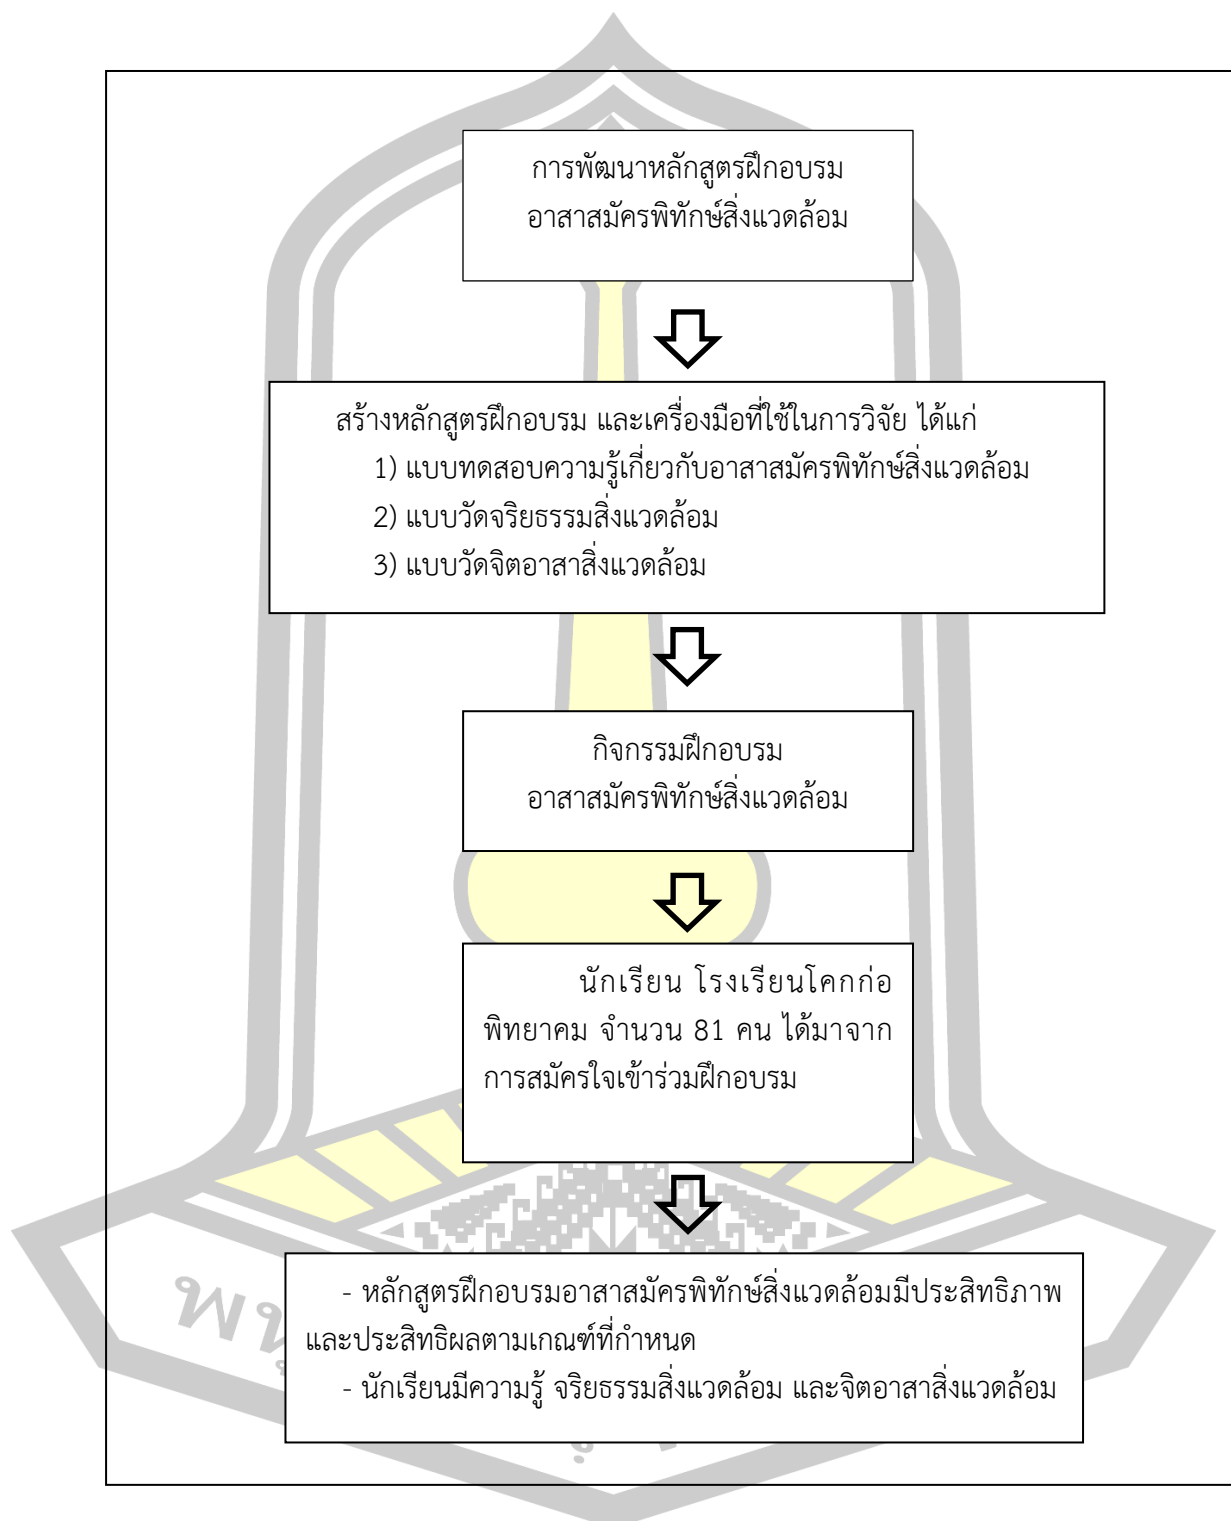 การพัฒนาหลักสูตรฝึกอบรม
อาสาสมัครพิทักษ์สิ่งแวดล้อม
สร้างหลักสูตรฝึกอบรม และเครื่องมือที่ใช้ในการวิจัย ได้แก่
1) แบบทดสอบความรู้เกี่ยวกับอาสาสมัครพิทักษ์สิ่งแวดล้อม
2) แบบวัดจริยธรรมสิ่งแวดล้อม
3) แบบวัดจิตอาสาสิ่งแวดล้อม
กิจกรรมฝึกอบรม
อาสาสมัครพิทักษ์สิ่งแวดล้อม
นักเรียน โรงเรียนโคกก่อ
พิทยาคม จำนวน 81 คน ได้มาจาก
การสมัครใจเข้าร่วมฝึกอบรม
- หลักสูตรฝึกอบรมอาสาสมัครพิทักษ์สิ่งแวดล้อมมีประสิทธิภาพ
และประสิทธิผลตามเกณฑ์ที่กำหนด
- นักเรียนมีความรู้ จริยธรรมสิ่งแวดล้อม และจิตอาสาสิ่งแวดล้อม